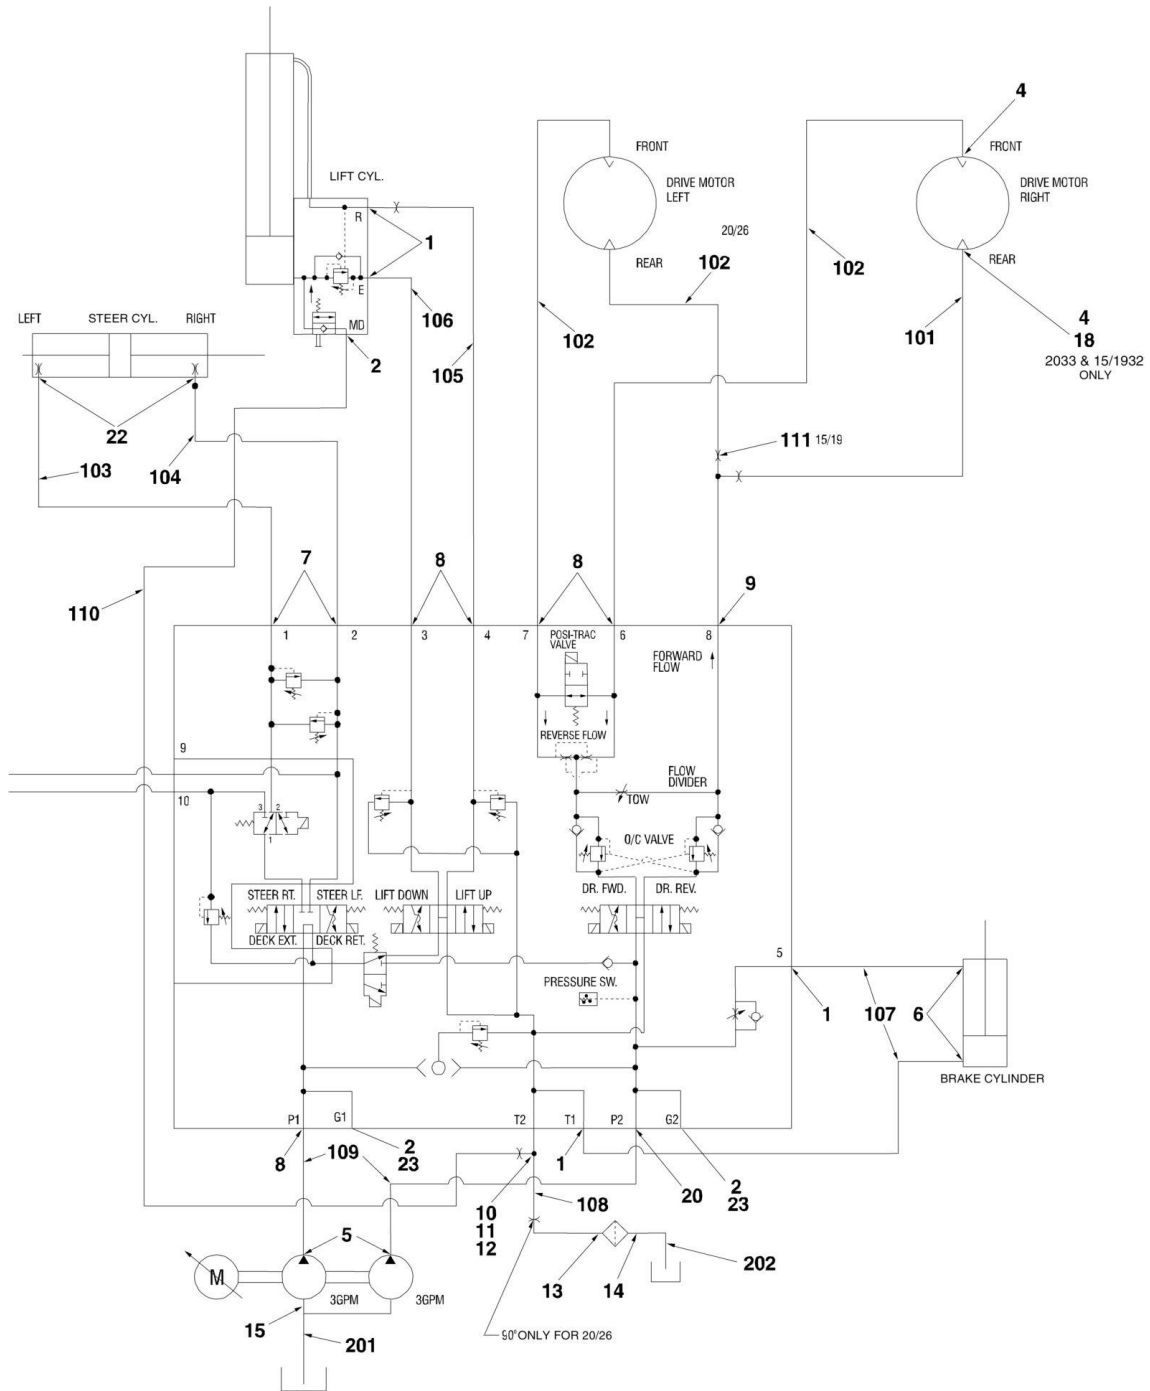 4
FRONT
FRONT
LIFT CYL.
DRIVE MOTOR
LEFT
DRIVE MOTOR
RIGHT
R
1
20/26
REAR
102
REAR
102
E
106
102
101
4
18
2033 & 15/1932
ONLY
LEFT
STEER CYL.
RIGHT
MD
2
105
22
111 15/19
103
104
7
8
8
9
110
1
2
3
4
7
POSI-TRAC
VALVE
6
8
FORWARD
FLOW
REVERSE FLOW
9
FLOW
DIVIDER
10
TOW
3
2
1
O/C VALVE
STEER RT.
STEER LF.
LIFT DOWN
LIFT UP
DR. FWD.
DR. REV.
DECK EXT.
DECK RET.
5
PRESSURE SW.
1
107
6
BRAKE CYLINDER
P1
G1
T2
T1
P2
G2
8
109
2
23
1
20
2
23
10
11
12
108
5
13
14
202
M
3GPM
3GPM
15
201
90° ONLY FOR 20/26